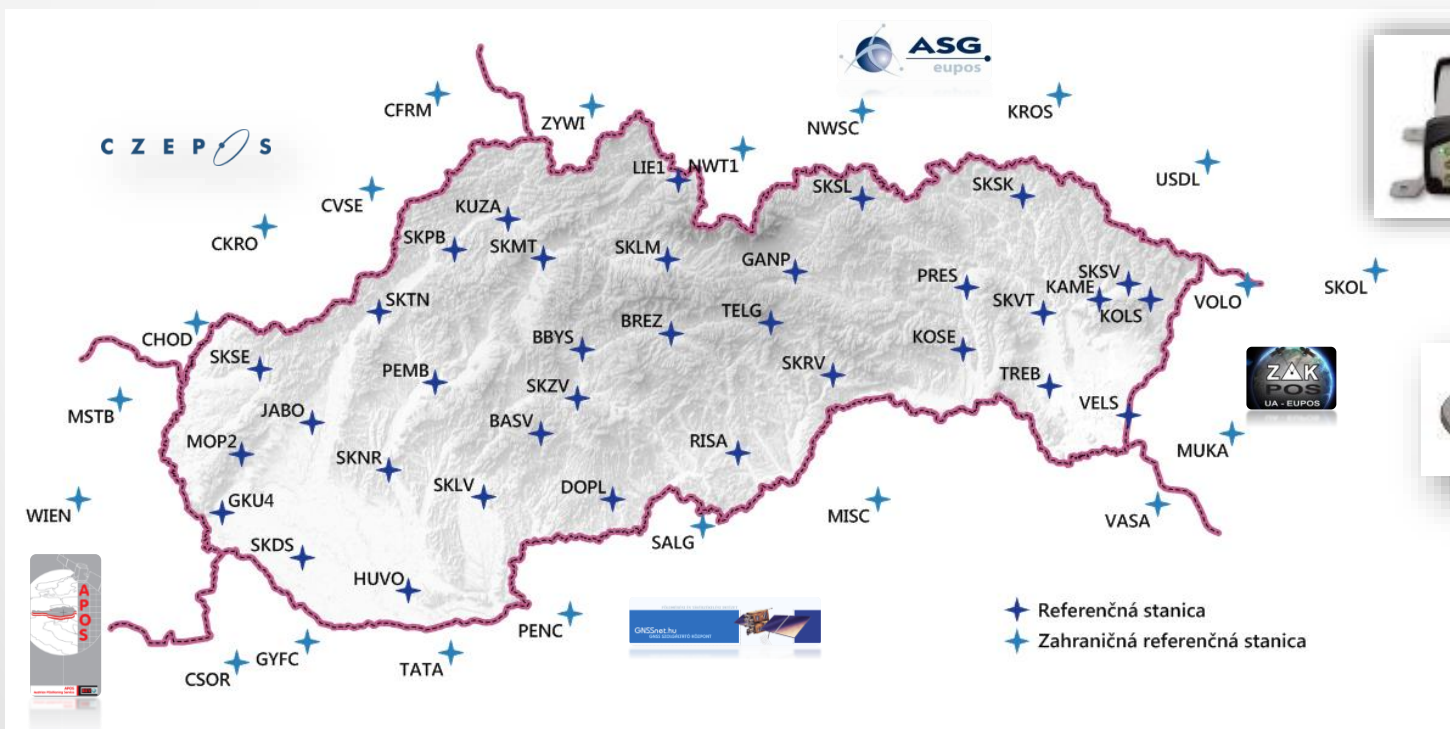 ASG
eupos
CFRM
ZYWI
NWSC
KROS
CZEPOS
LIE1
NWT1
SKSL
SKSK
USDL
CVSE
KUZA
CKRO
SKPB
SKMT
SKLM
GANP
PRES
SKSV
KAME
SKVT
KOLS
VOLO
SKOL
SKTN
CHOD
BBYS
BREZ
TELG
KOSE
SKSE
PEMB
SKZV
SKRV
TREB
ZAK
POS
UA - EUPOS
MSTB
JABO
BASV
VELS
MOP2
SKNR
RISA
MUKA
WIEN
GKU4
SKLV
DOPL
MISC
VASA
SKDS
SALG
HUVO
APOS
PENC
GNSSnet.hu
Referenčná stanica
Zahraničná referenčná stanica
CSOR
GYFC
TATA